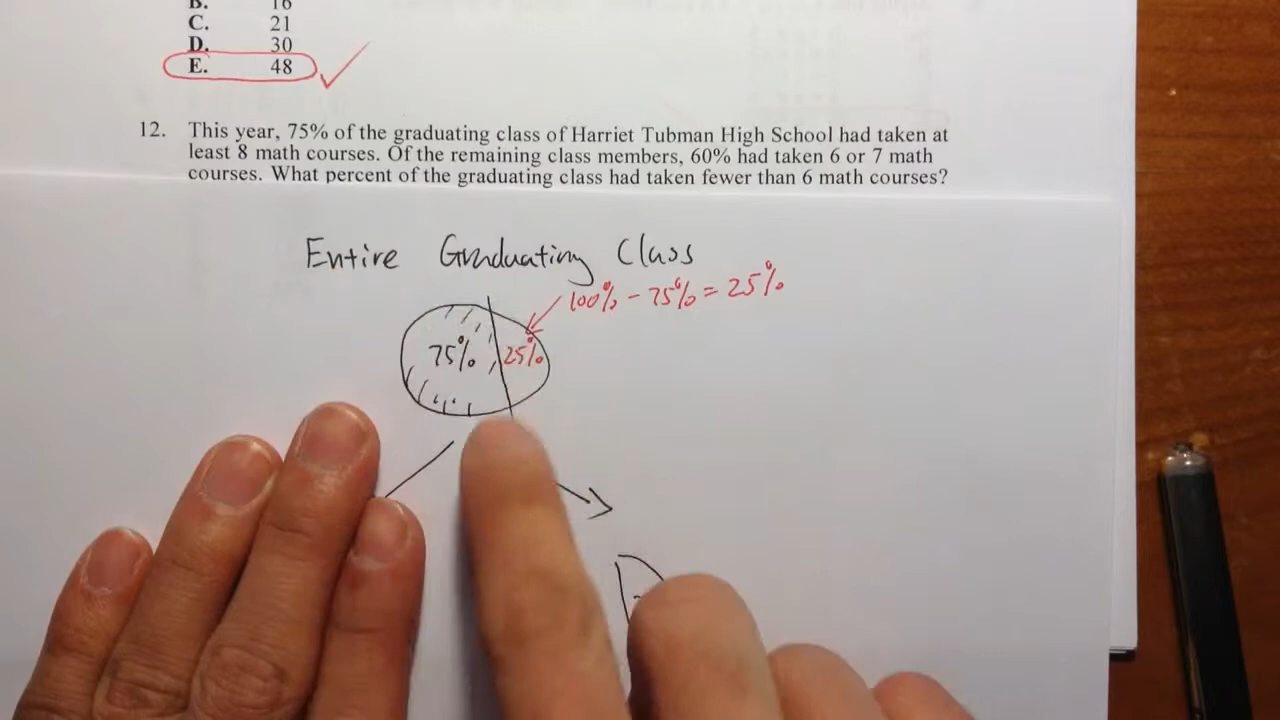 B. 16
C. 21
D. 30
E. 48
12. This year, 75% of the graduating class of Harriet Tubman High School had taken at
least 8 math courses. Of the remaining class members, 60% had taken 6 or 7 math
courses. What percent of the graduating class had taken fewer than 6 math courses?
Entire Graduating Class
100% - 75% = 25%
75% 25%